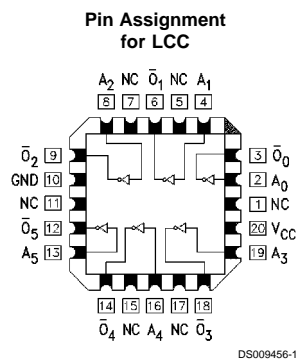 Pin Assignment
for LCC
A₂ NC Ō₁ NC A₁
8 7 6 5 4
Ō₂ 9
GND 10
NC 11
Ō₅ 12
A₅ 13
3 Ō₀
2 A₀
1 NC
20 V_CC
19 A₃
14 15 16 17 18
Ō₄ NC A₄ NC Ō₃
DS009456-1